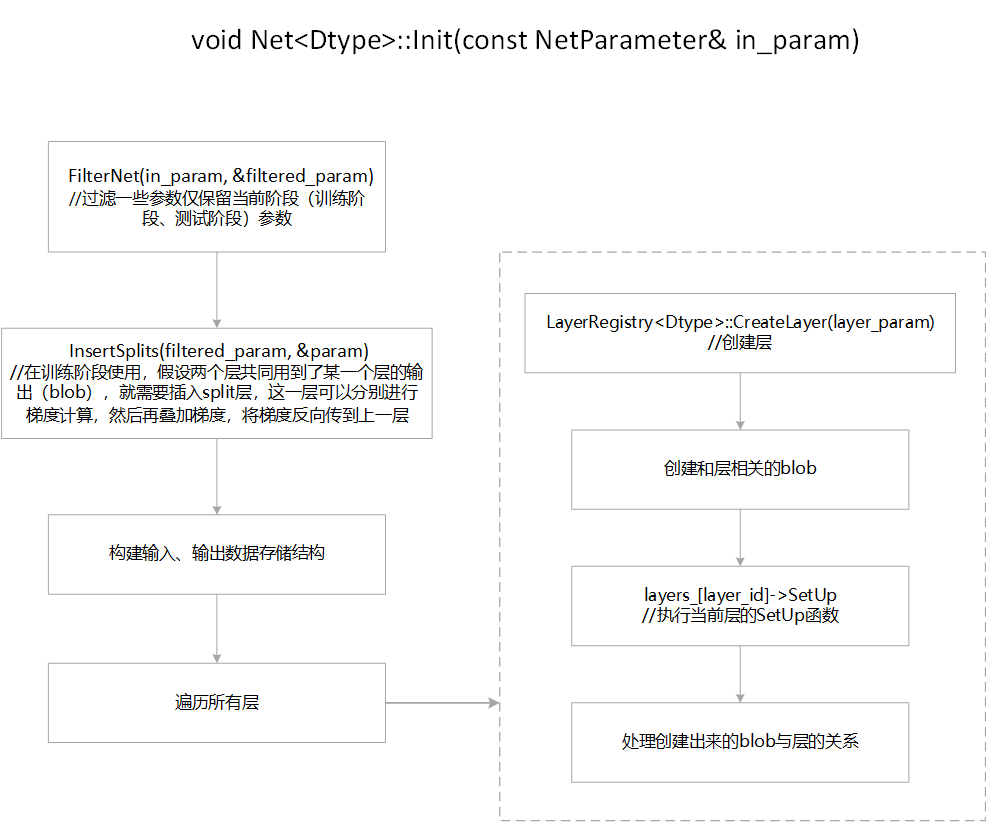 void Net<Dtype>::Init(const NetParameter& in_param)
FilterNet(in_param, &filtered_param)
//过滤一些参数仅保留当前阶段（训练阶
段、测试阶段）参数
InsertSplits(filtered_param, &param)
//在训练阶段使用，假设两个层共同用到了某一个层的输
出（blob），就需要插入split层，这一层可以分别进行
梯度计算，然后再叠加梯度，将梯度反向传到上一层
构建输入、输出数据存储结构
遍历所有层
LayerRegistry<Dtype>::CreateLayer(layer_param)
//创建层
创建和层相关的blob
layers_[layer_id]->SetUp
//执行当前层的SetUp函数
处理创建出来的blob与层的关系